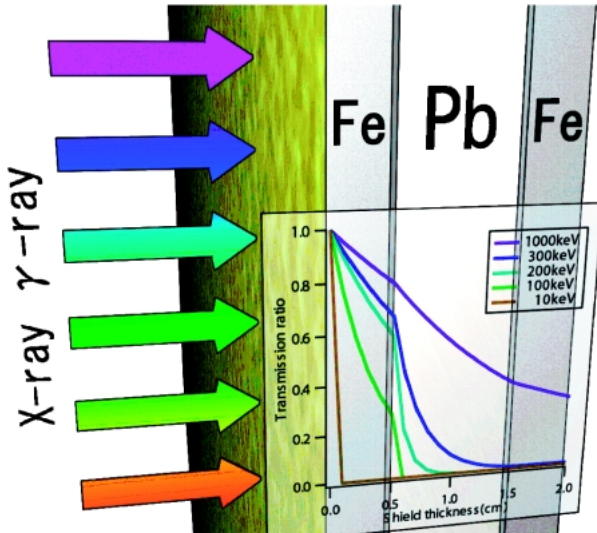 X-ray γ-ray
Fe
Pb
Fe
1000keV
300keV
200keV
100keV
10keV
Transmission ratio
1.0
0.8
0.6
0.4
0.2
0.0
0.0
0.5
1.0
1.5
2.0
Shield thickness(cm)